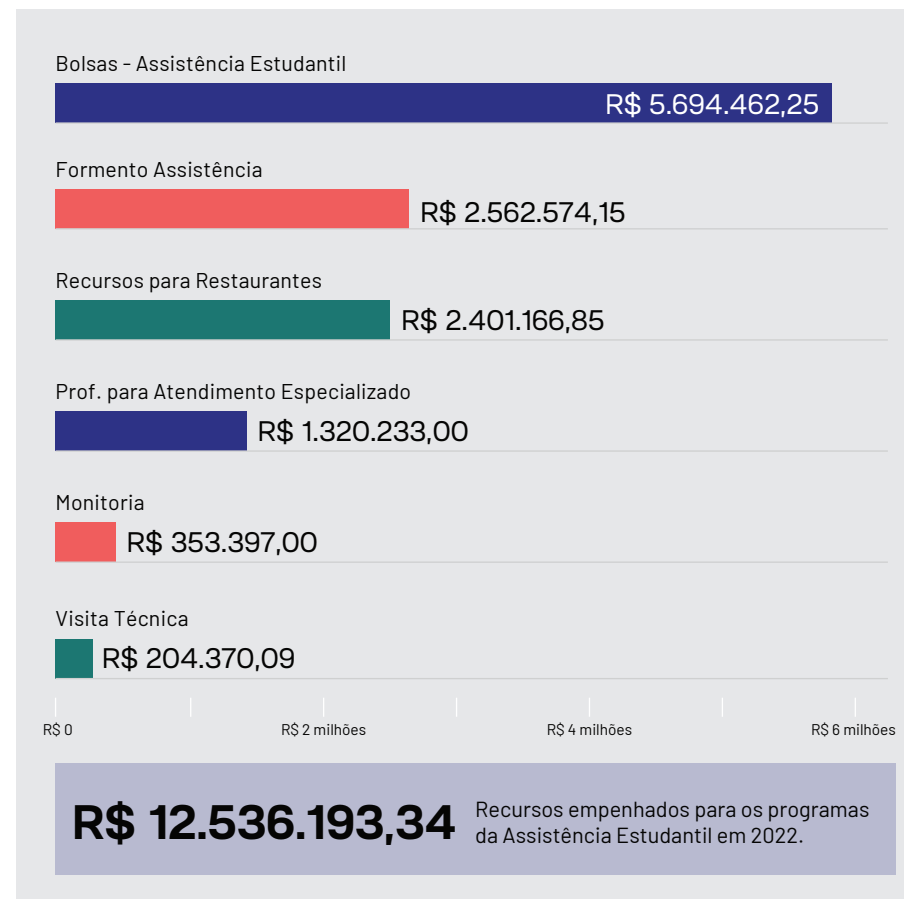 Bolsas - Assistência Estudantil
R$ 5.694.462,25
Formento Assistência
R$ 2.562.574,15
Recursos para Restaurantes
R$ 2.401.166,85
Prof. para Atendimento Especializado
R$ 1.320.233,00
Monitoria
R$ 353.397,00
Visita Técnica
R$ 204.370,09
R$ 0 R$ 2 milhões R$ 4 milhões R$ 6 milhões
R$ 12.536.193,34
Recursos empenhados para os programas
da Assistência Estudantil em 2022.